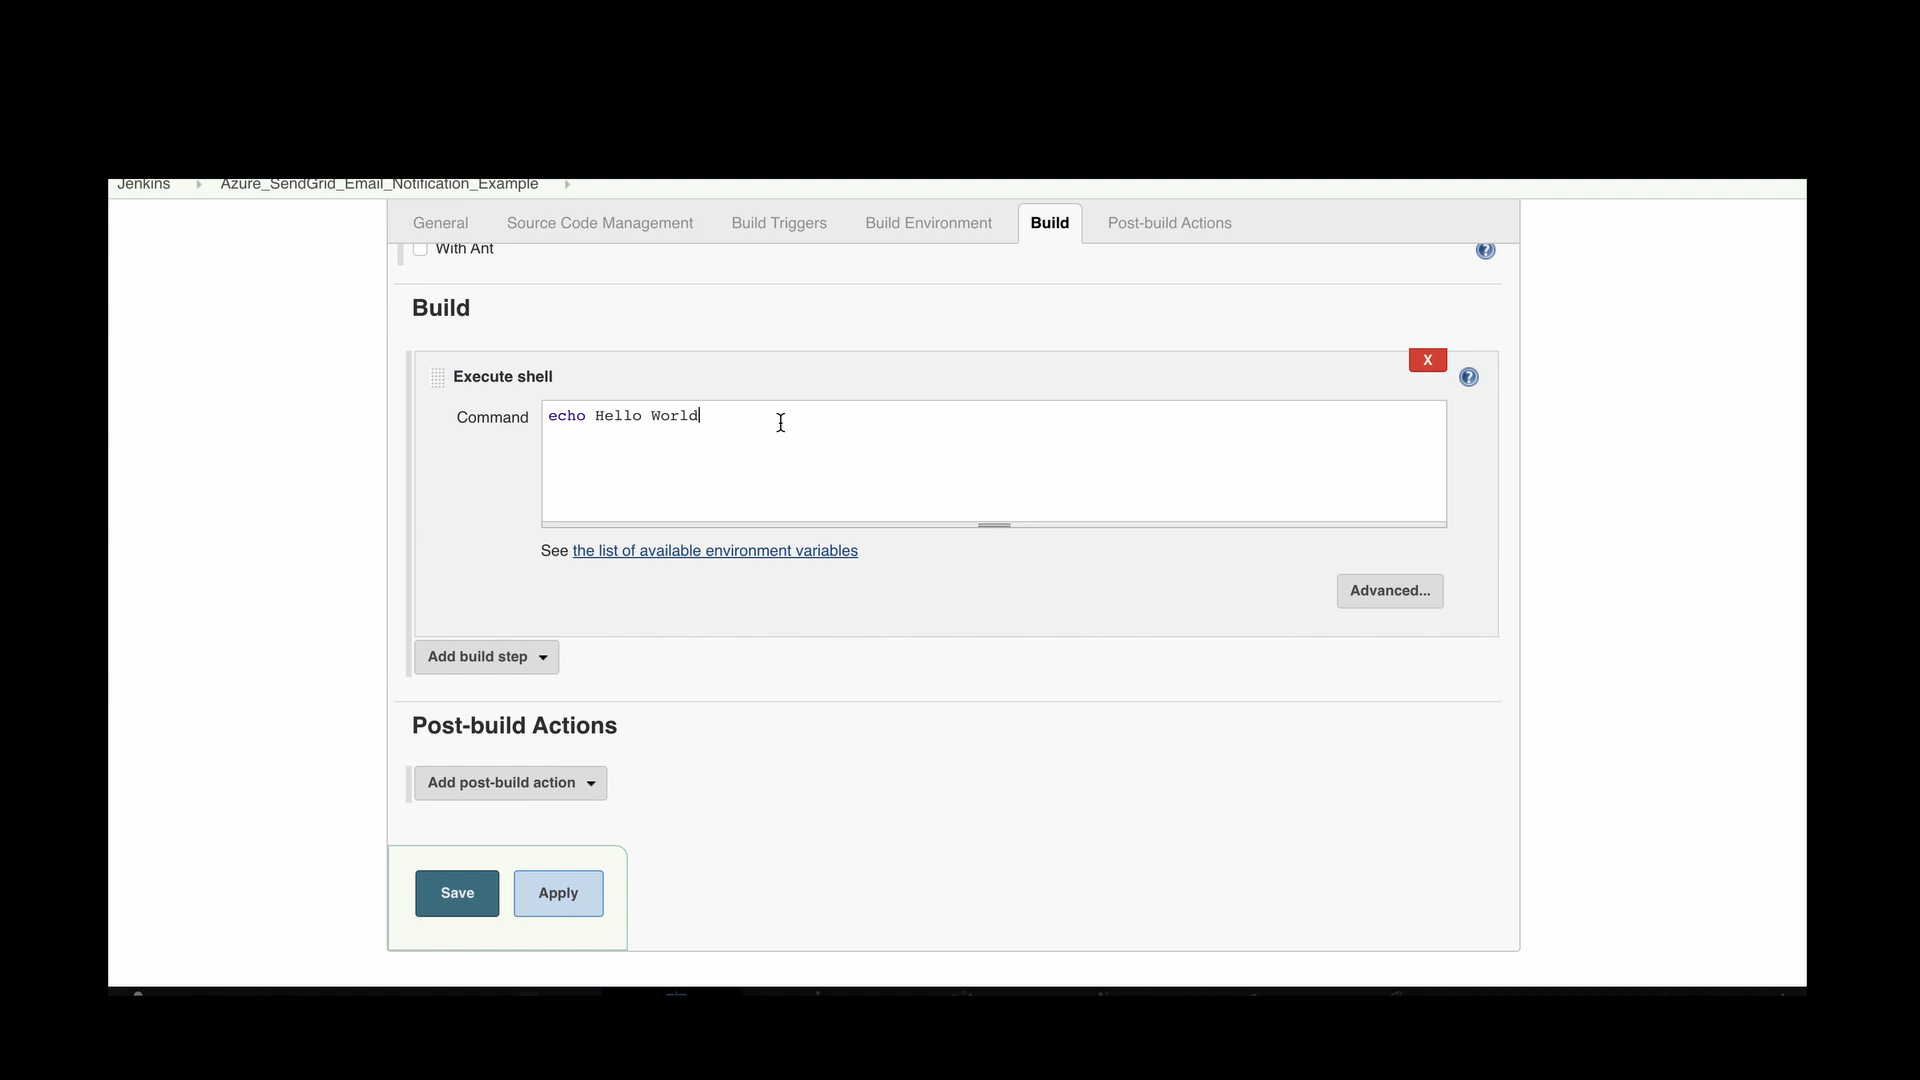 Jenkins Azure_SendGrid_Email_Notification_Example
General Source Code Management Build Triggers Build Environment Build Post-build Actions
With Ant
Build
X
Execute shell
Command echo Hello World
See the list of available environment variables
Advanced...
Add build step
Post-build Actions
Add post-build action
Save Apply